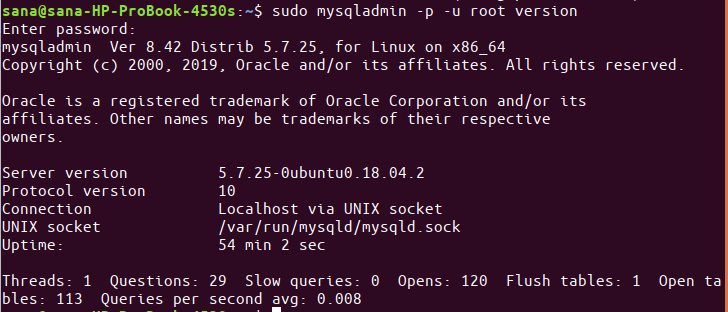 sana@sana-HP-ProBook-4530s:~$ sudo mysqladmin -p -u root version
Enter password:
mysqladmin  Ver 8.42 Distrib 5.7.25, for Linux on x86_64
Copyright (c) 2000, 2019, Oracle and/or its affiliates. All rights reserved.

Oracle is a registered trademark of Oracle Corporation and/or its
affiliates. Other names may be trademarks of their respective
owners.

Server version          5.7.25-0ubuntu0.18.04.2
Protocol version        10
Connection              Localhost via UNIX socket
UNIX socket             /var/run/mysqld/mysqld.sock
Uptime:                 54 min 2 sec

Threads: 1  Questions: 29  Slow queries: 0  Opens: 120  Flush tables: 1  Open ta
bles: 113  Queries per second avg: 0.008